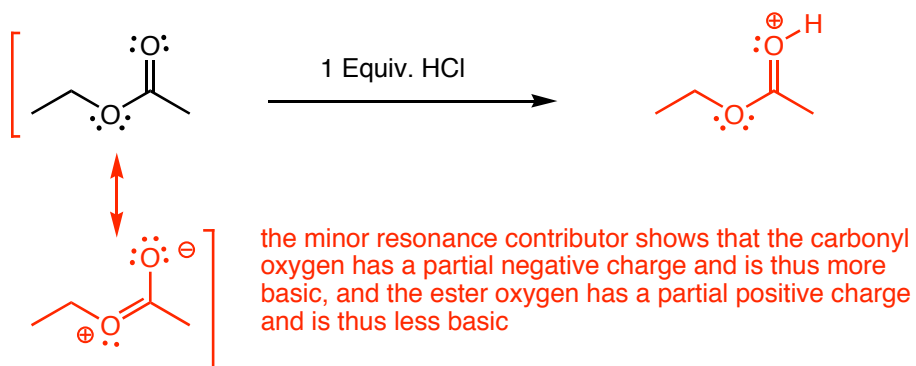 O
H
⊕
O
1 Equiv. HCl
O
O
the minor resonance contributor shows that the carbonyl
oxygen has a partial negative charge and is thus more
basic, and the ester oxygen has a partial positive charge
and is thus less basic
O
⊖
O
⊕